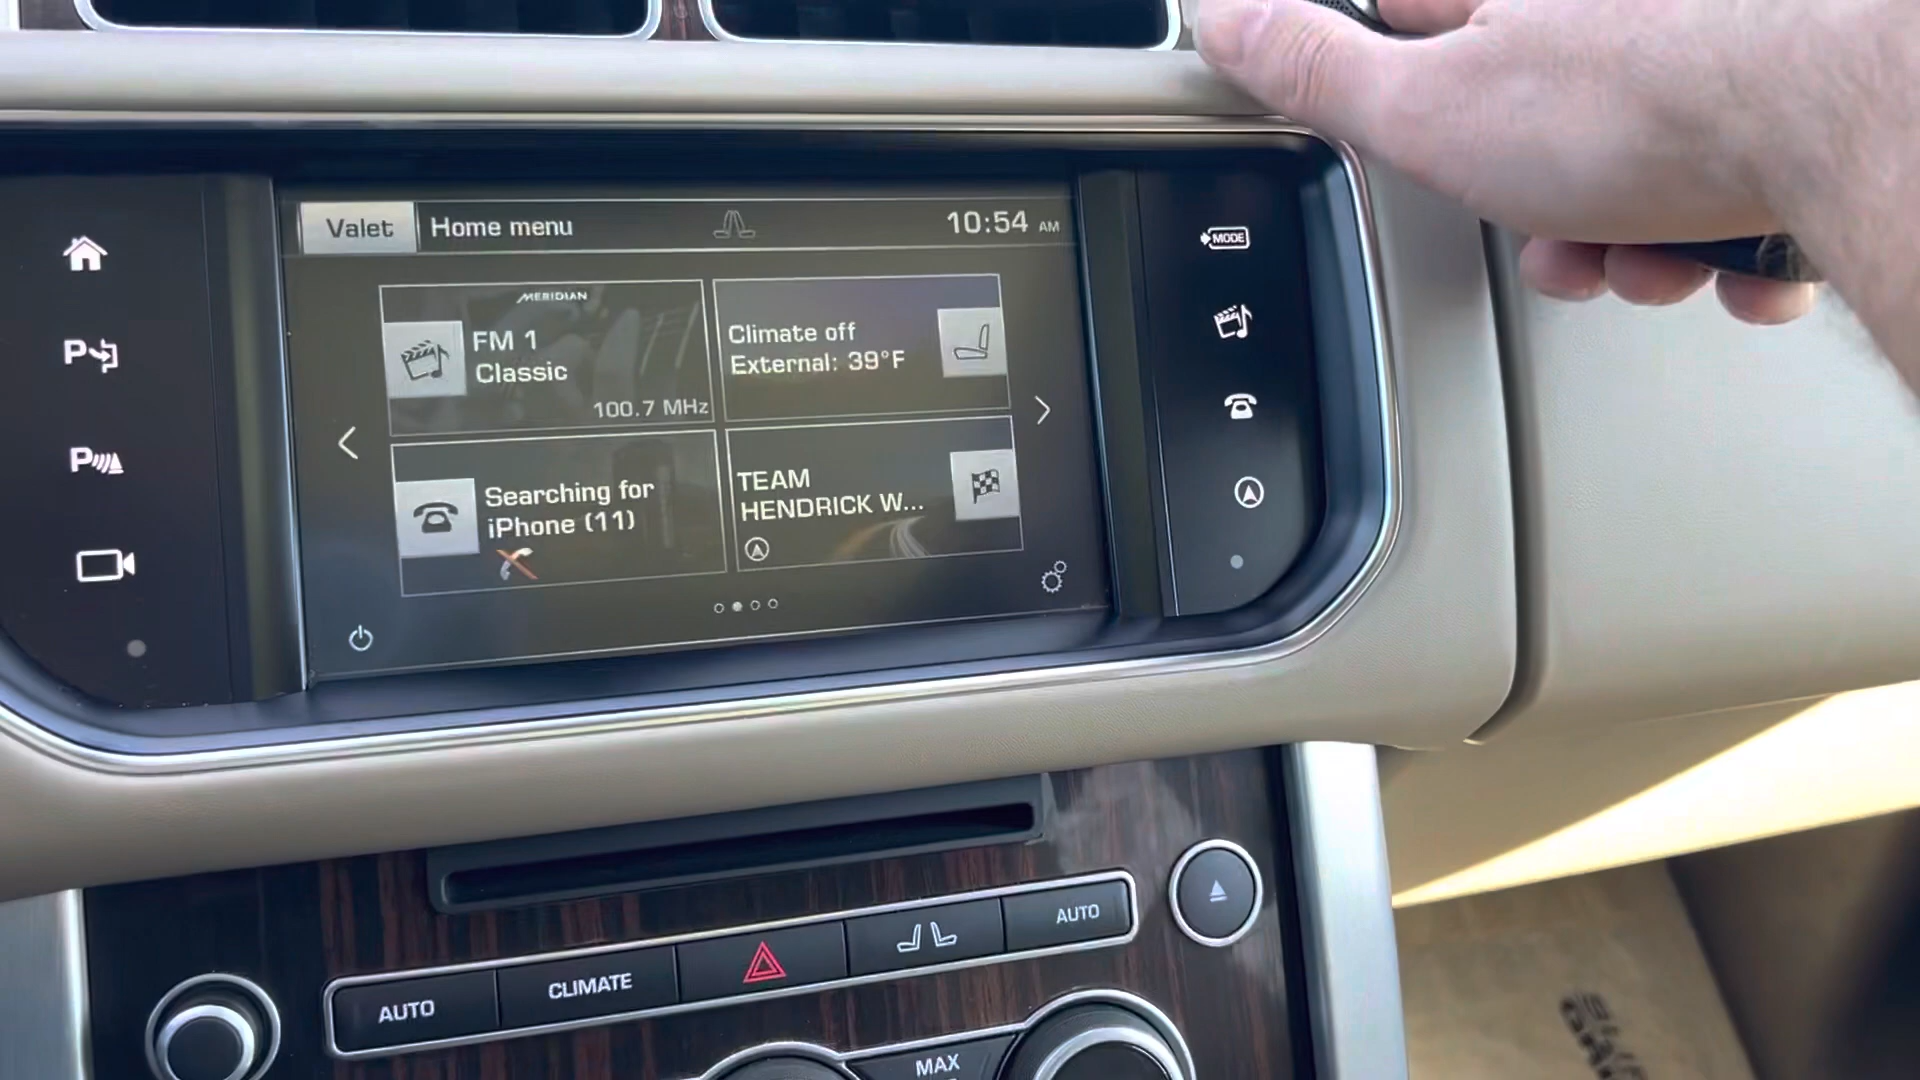 Valet
Home menu
10:54 AM
MERIDIAN
FM 1
Classic
100.7 MHz
Climate off
External: 39°F
Searching for
iPhone (11)
TEAM
HENDRICK W...
P
P
MODE
AUTO
CLIMATE
AUTO
MAX